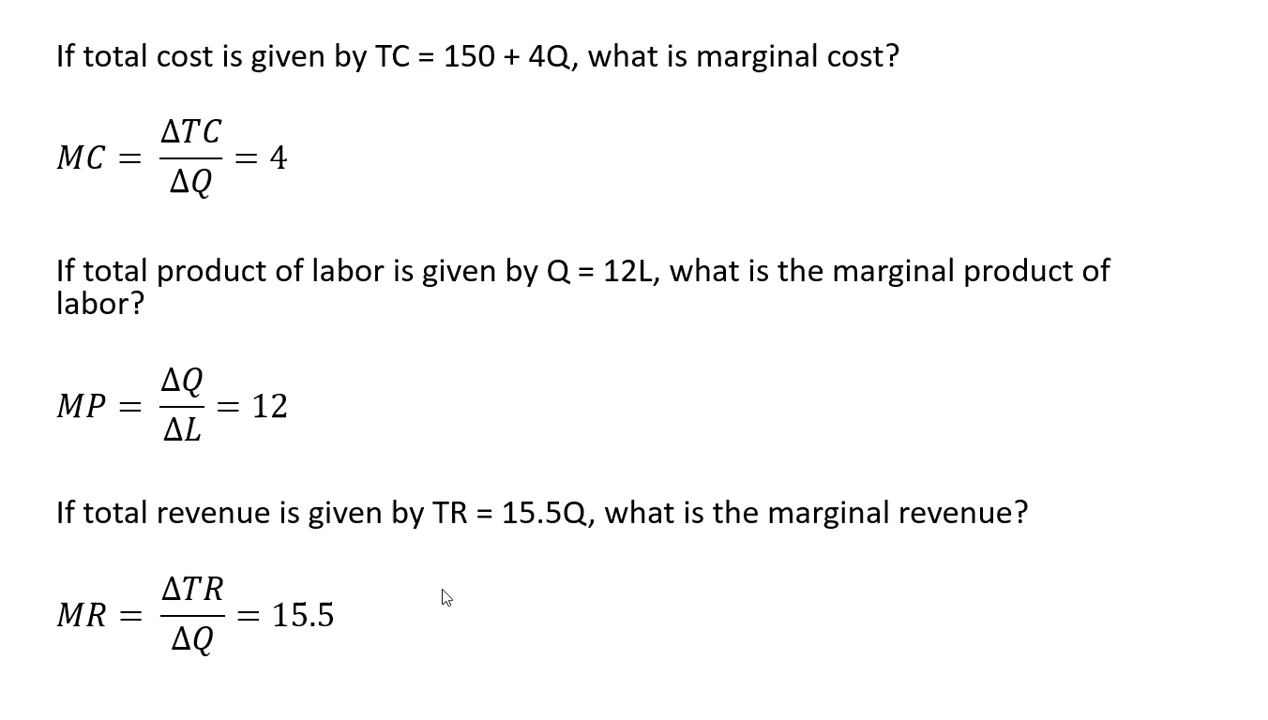 If total cost is given by TC = 150 + 4Q, what is marginal cost?
MC = ΔTC/ΔQ = 4
If total product of labor is given by Q = 12L, what is the marginal product of
labor?
MP = ΔQ/ΔL = 12
If total revenue is given by TR = 15.5Q, what is the marginal revenue?
MR = ΔTR/ΔQ = 15.5